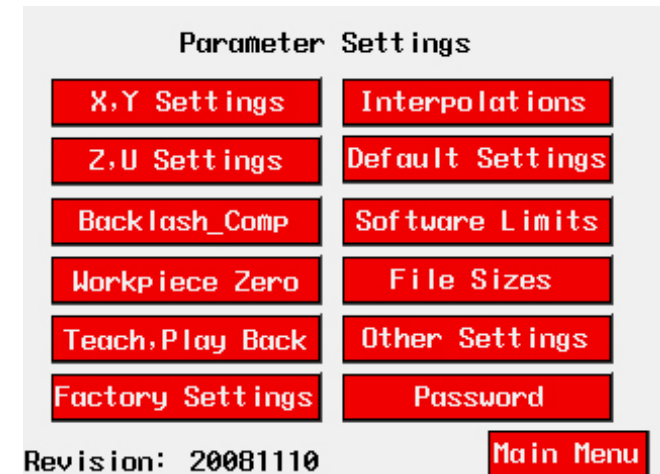 Parameter Settings
X,Y Settings
Interpolations
Z,U Settings
Default Settings
Backlash_Comp
Software Limits
Workpiece Zero
File Sizes
Teach,Play Back
Other Settings
Factory Settings
Password
Revision: 20081110
Main Menu